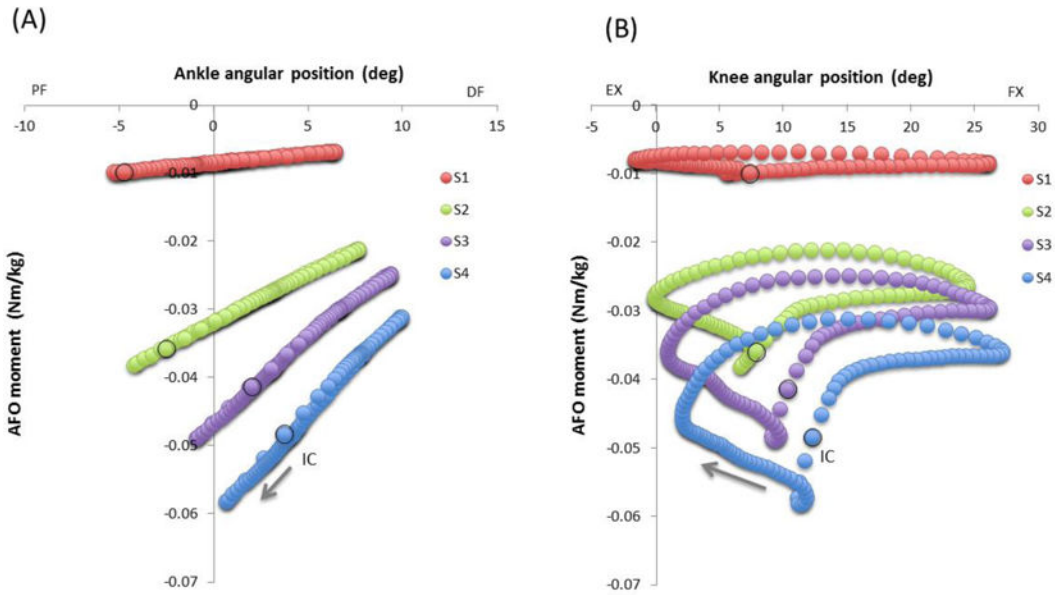 (A)
Ankle angular position (deg)
PF
DF
0
-10
-5
0
5
10
15
-0.01
-0.02
-0.03
-0.04
-0.05
-0.06
-0.07
AFO moment (Nm/kg)
S1
S2
S3
S4
IC
(B)
Knee angular position (deg)
EX
FX
0
-5
0
5
10
15
20
25
30
-0.01
-0.02
-0.03
-0.04
-0.05
-0.06
-0.07
AFO moment (Nm/kg)
S1
S2
S3
S4
IC